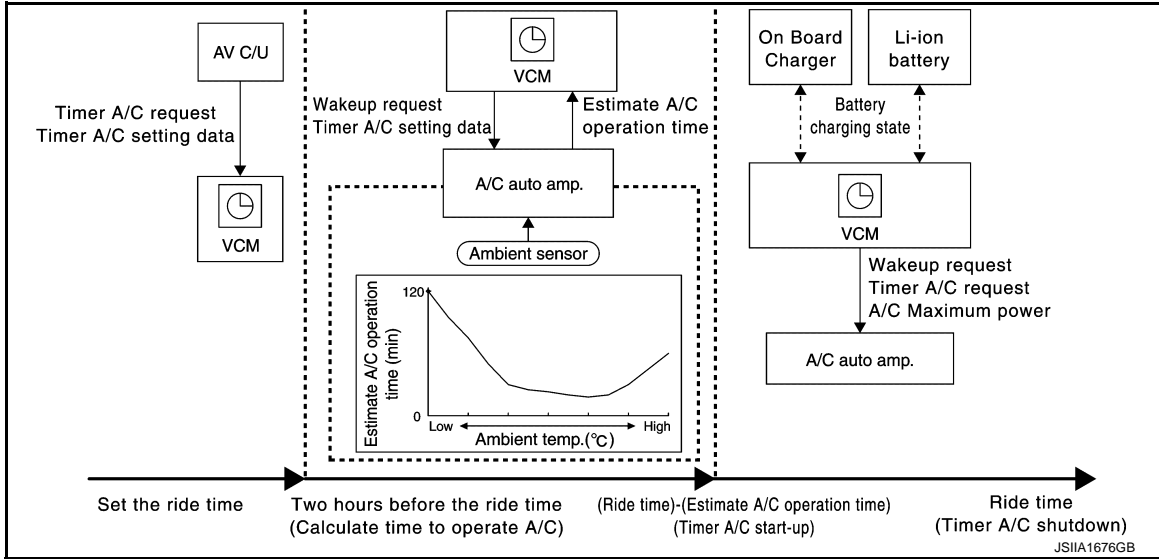 AV C/U
Timer A/C request
Timer A/C setting data
VCM
VCM
Wakeup request
Timer A/C setting data
Estimate A/C
operation time
A/C auto amp.
Ambient sensor
Estimate A/C operation
time (min)
120
0
Low
High
Ambient temp.(°C)
On Board
Charger
Li-ion
battery
Battery
charging state
VCM
Wakeup request
Timer A/C request
A/C Maximum power
A/C auto amp.
Set the ride time
Two hours before the ride time
(Calculate time to operate A/C)
(Ride time)-(Estimate A/C operation time)
(Timer A/C start-up)
Ride time
(Timer A/C shutdown)
JSIIA1676GB